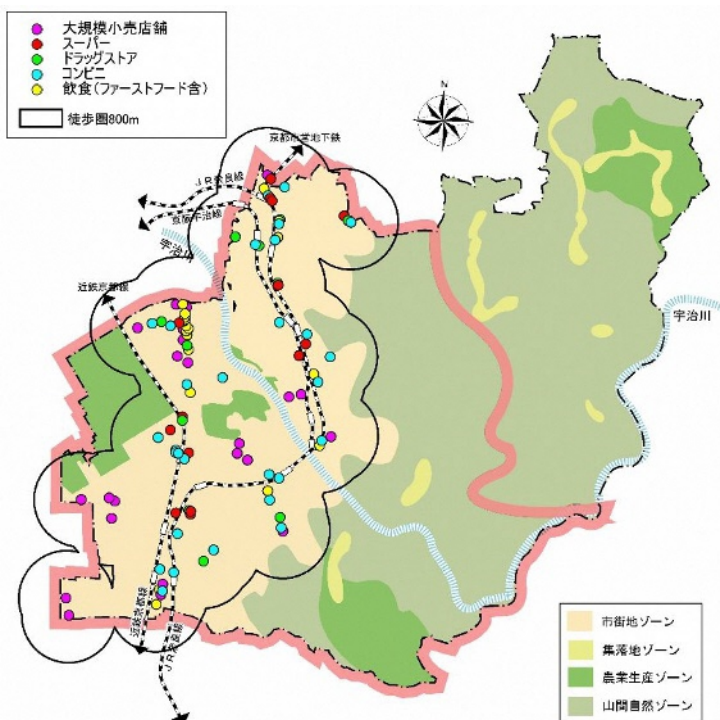 大規模小売店舗
スーパー
ドラッグストア
コンビニ
飲食(ファーストフード含)
徒歩圏800m
N
京都市営地下鉄
JR奈良線
京阪宇治線
宇治川
近鉄京都線
宇治川
近鉄京都線
JR奈良線
市街地ゾーン
集落地ゾーン
農業生産ゾーン
山間自然ゾーン